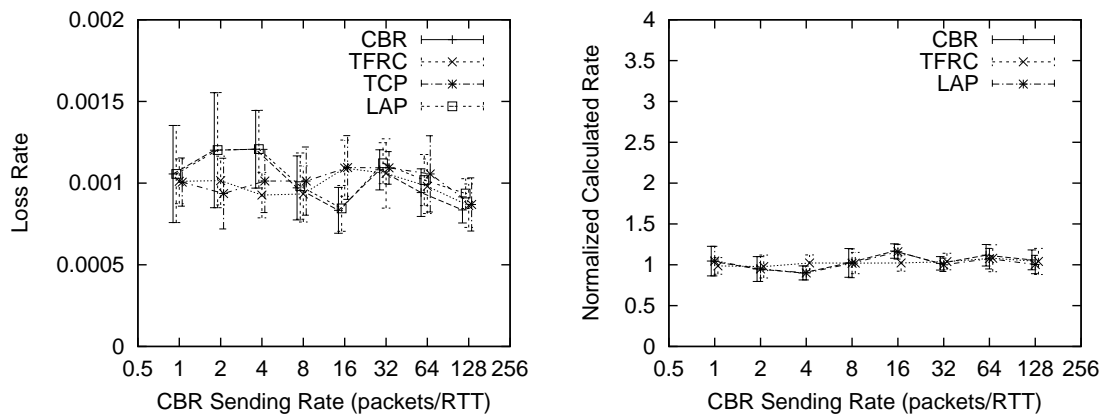 0.002
0.0015
0.001
0.0005
0
Loss Rate
CBR
TFRC
TCP
LAP
0.5 1 2 4 8 16 32 64 128 256
CBR Sending Rate (packets/RTT)
4
3.5
3
2.5
2
1.5
1
0.5
0
Normalized Calculated Rate
CBR
TFRC
LAP
0.5 1 2 4 8 16 32 64 128 256
CBR Sending Rate (packets/RTT)